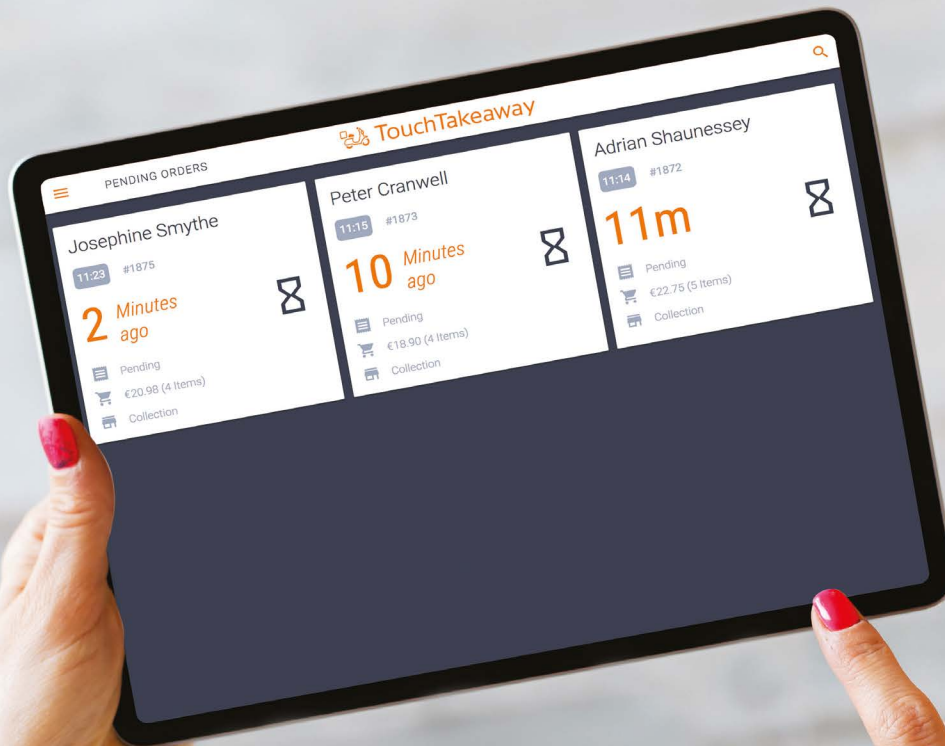 PENDING ORDERS
TouchTakeaway
Josephine Smythe
11:23 #1875
2 Minutes
ago
Pending
€20.98 (4 Items)
Collection
Peter Cranwell
11:15 #1873
10 Minutes
ago
Pending
€18.90 (4 Items)
Collection
Adrian Shaunessey
11:14 #1872
11m
Pending
€22.75 (5 Items)
Collection